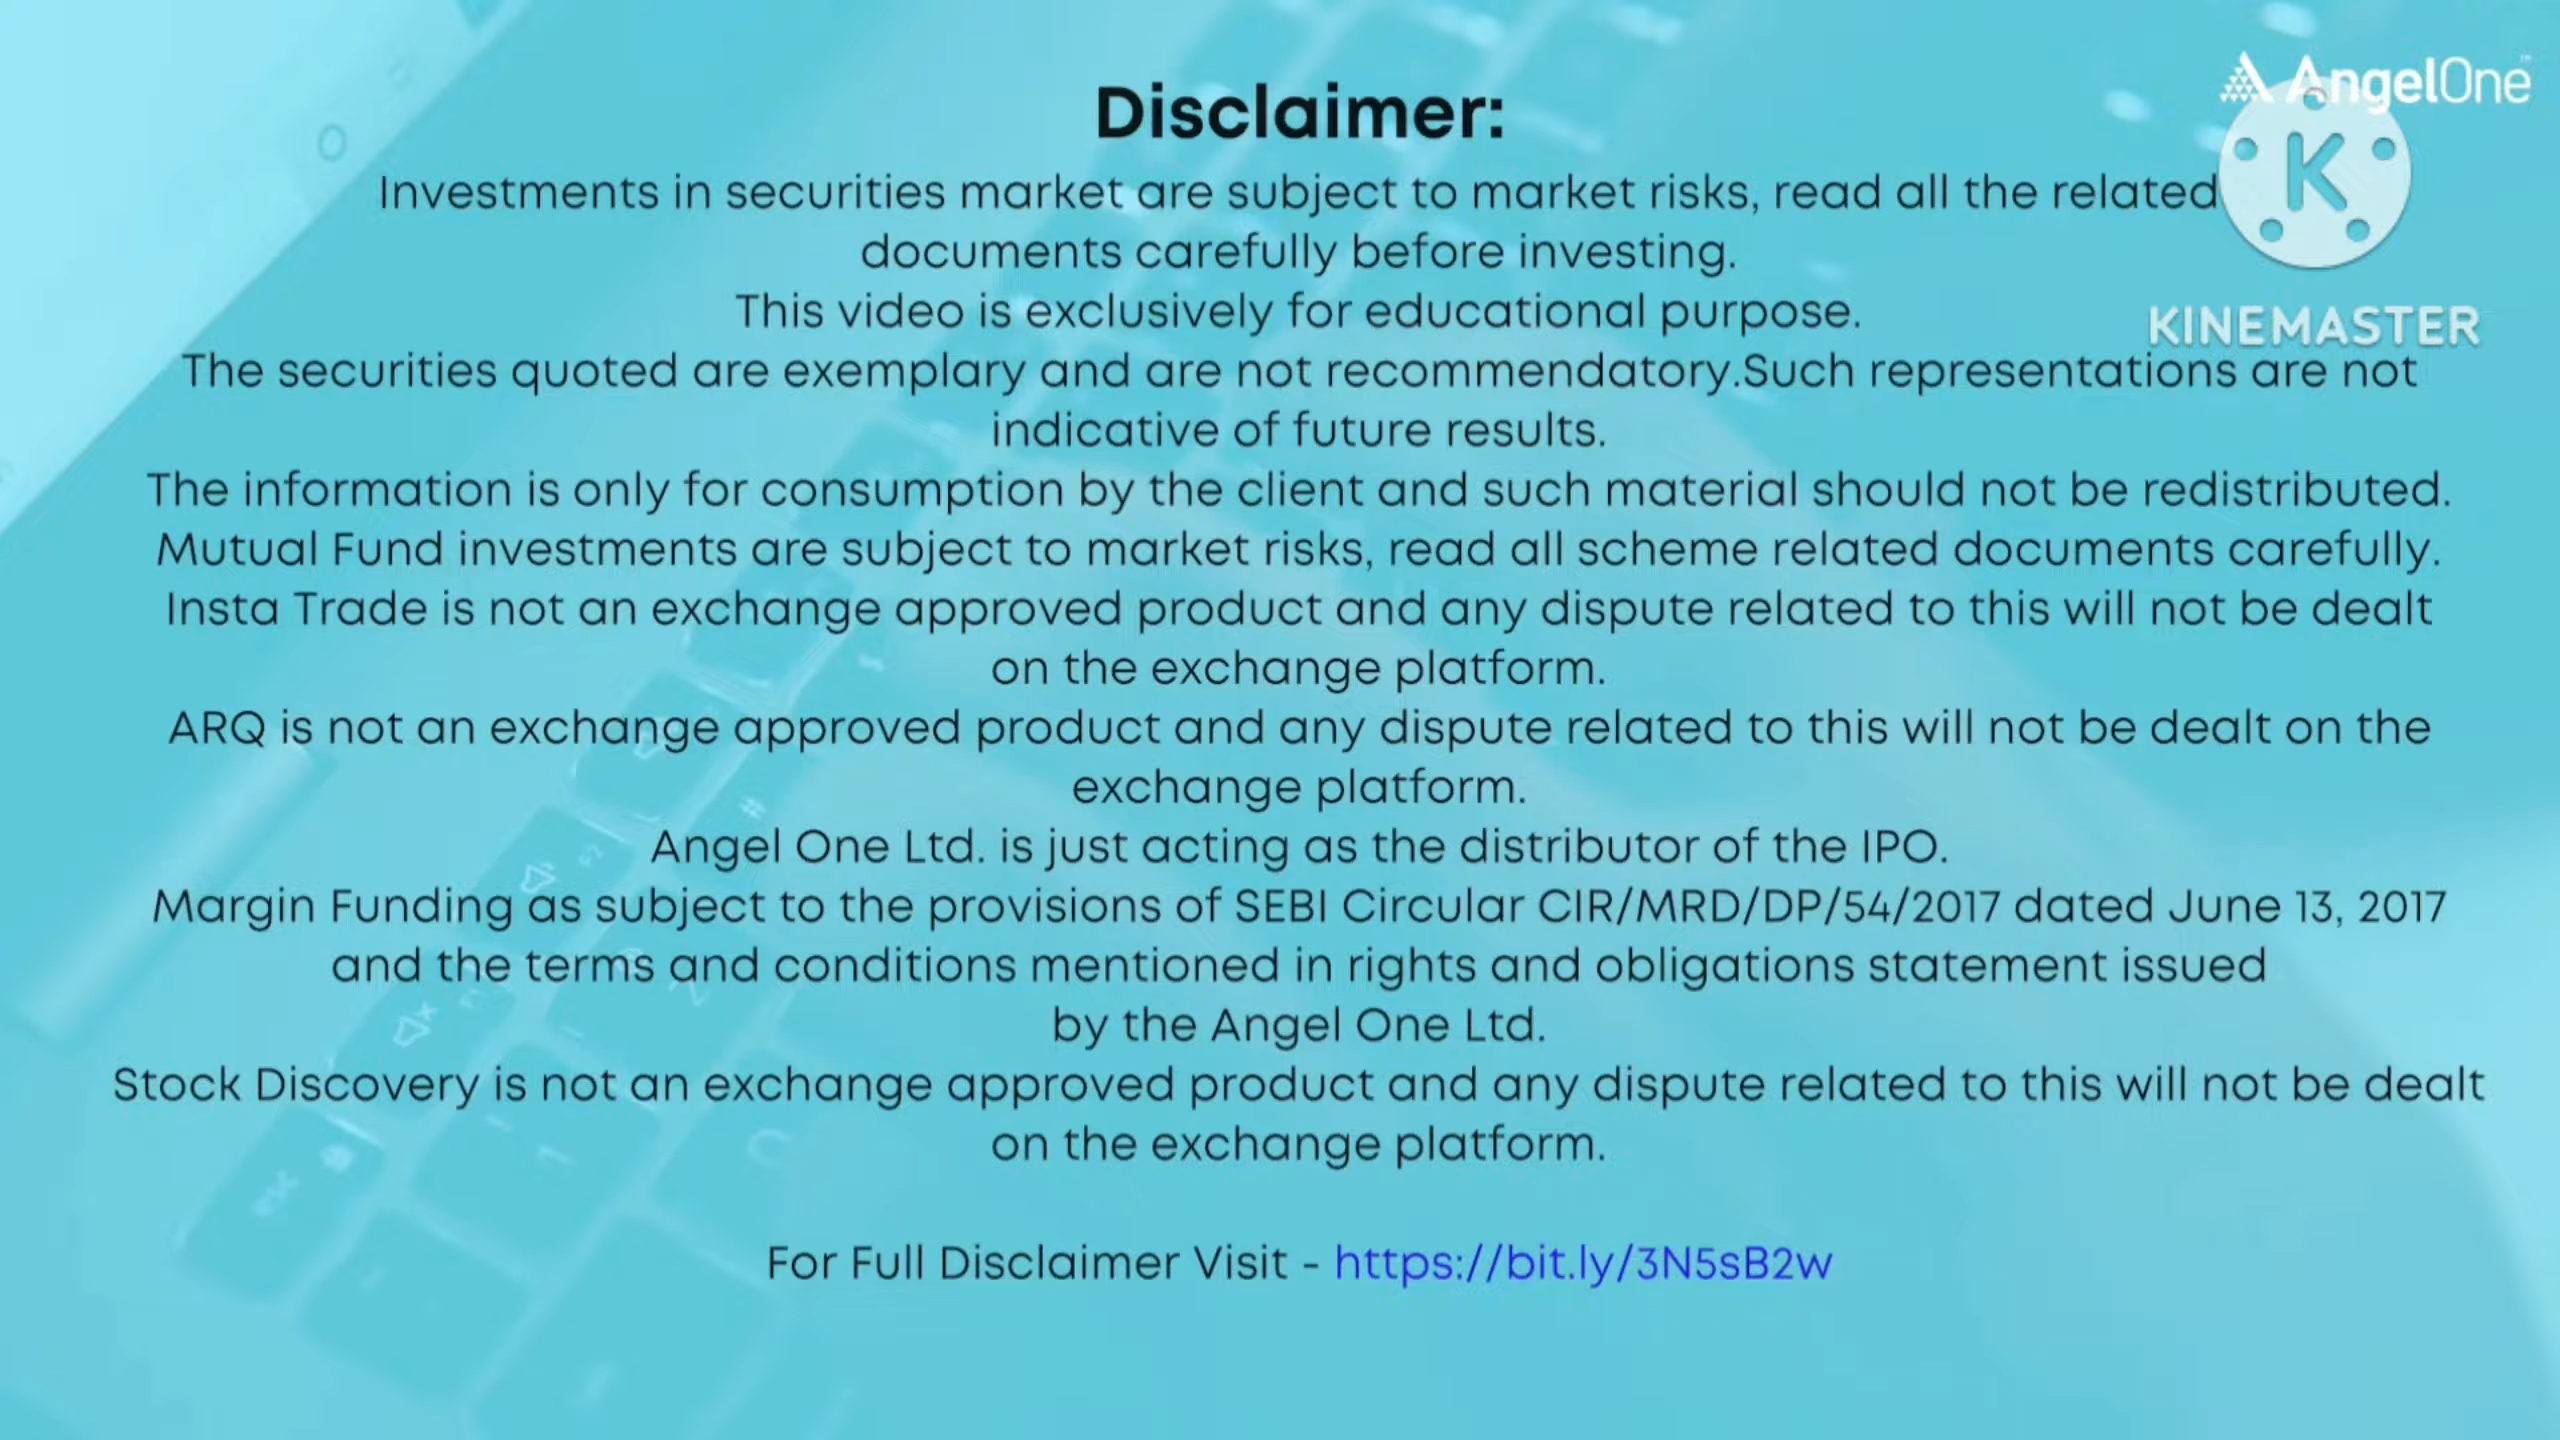 AngelOne
Disclaimer:
Investments in securities market are subject to market risks, read all the related
documents carefully before investing.
This video is exclusively for educational purpose.
KINEMASTER
The securities quoted are exemplary and are not recommendatory.Such representations are not
indicative of future results.
The information is only for consumption by the client and such material should not be redistributed.
Mutual Fund investments are subject to market risks, read all scheme related documents carefully.
Insta Trade is not an exchange approved product and any dispute related to this will not be dealt
on the exchange platform.
ARQ is not an exchange approved product and any dispute related to this will not be dealt on the
exchange platform.
Angel One Ltd. is just acting as the distributor of the IPO.
Margin Funding as subject to the provisions of SEBI Circular CIR/MRD/DP/54/2017 dated June 13, 2017
and the terms and conditions mentioned in rights and obligations statement issued
by the Angel One Ltd.
Stock Discovery is not an exchange approved product and any dispute related to this will not be dealt
on the exchange platform.
For Full Disclaimer Visit - https://bit.ly/3N5sB2w